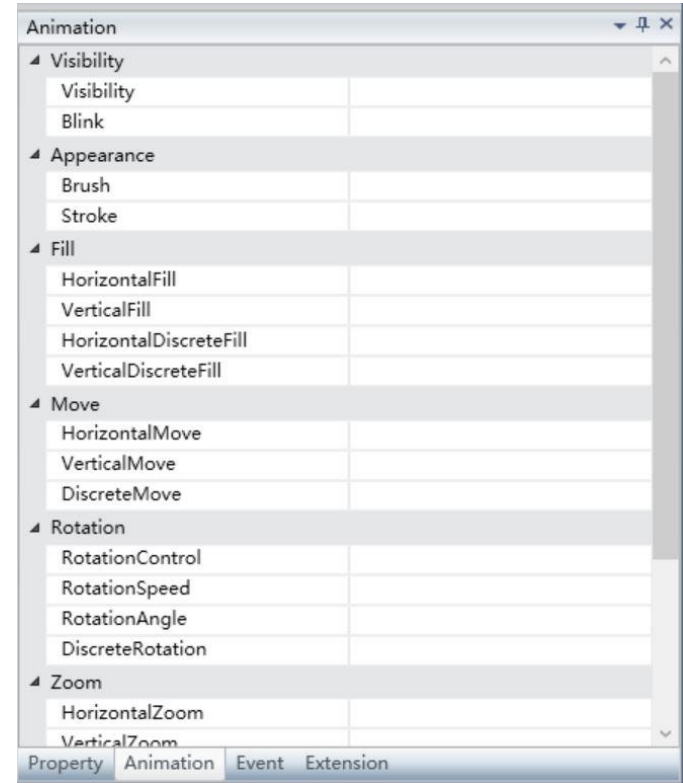 Animation
Visibility
Visibility
Blink
Appearance
Brush
Stroke
Fill
HorizontalFill
VerticalFill
HorizontalDiscreteFill
VerticalDiscreteFill
Move
HorizontalMove
VerticalMove
DiscreteMove
Rotation
RotationControl
RotationSpeed
RotationAngle
DiscreteRotation
Zoom
HorizontalZoom
VerticalZoom
Property Animation Event Extension